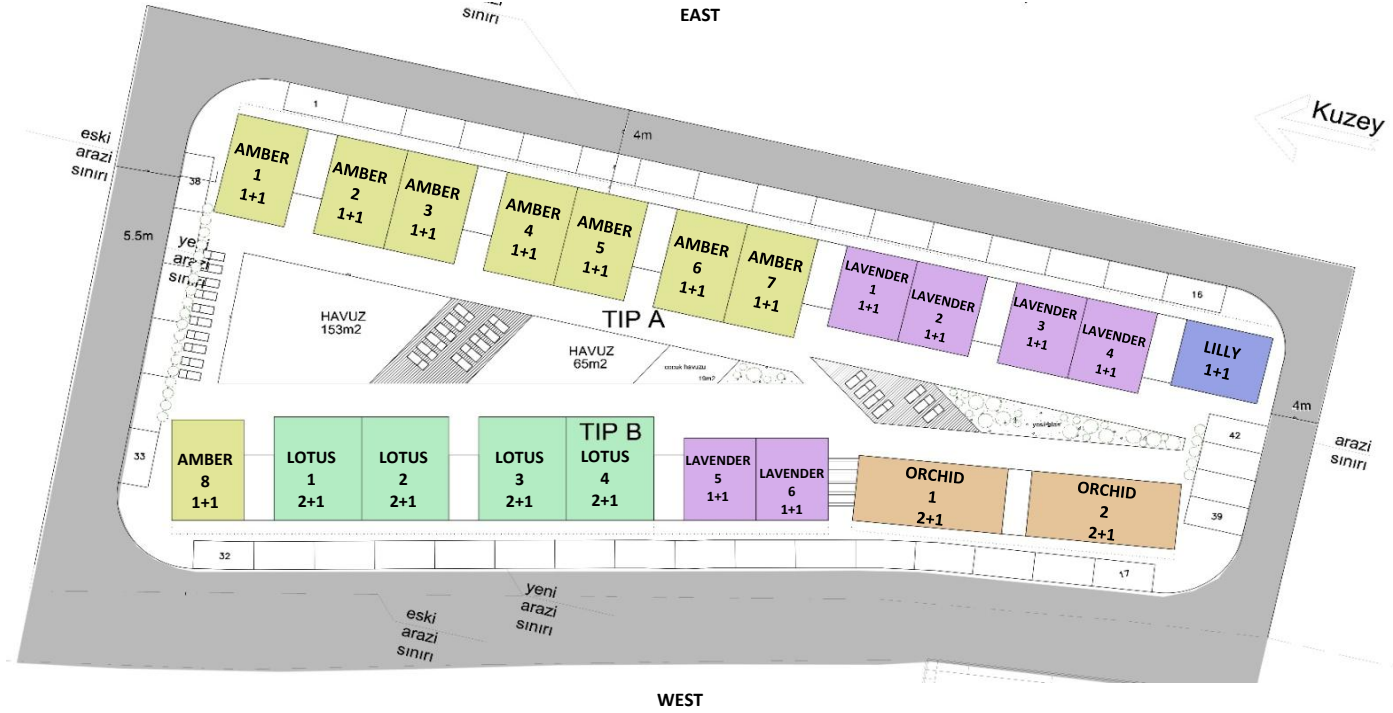 EAST
arazi
sınırı
Kuzey
1
4m
eski
arazi
sınırı
38
5.5m
yeni
arazi
sınırı
AMBER
1
1+1
AMBER
2
1+1
AMBER
3
1+1
AMBER
4
1+1
AMBER
5
1+1
AMBER
6
1+1
AMBER
7
1+1
LAVENDER
1
1+1
LAVENDER
2
1+1
LAVENDER
3
1+1
LAVENDER
4
1+1
LILLY
1+1
16
HAVUZ
153m2
TIP A
HAVUZ
65m2
çocuk havuzu
19m2
4m
arazi
sınırı
42
39
33
AMBER
8
1+1
LOTUS
1
2+1
LOTUS
2
2+1
LOTUS
3
2+1
TIP B
LOTUS
4
2+1
LAVENDER
5
1+1
LAVENDER
6
1+1
ORCHID
1
2+1
ORCHID
2
2+1
32
17
yeni
arazi
sınırı
eski
arazi
sınırı
WEST